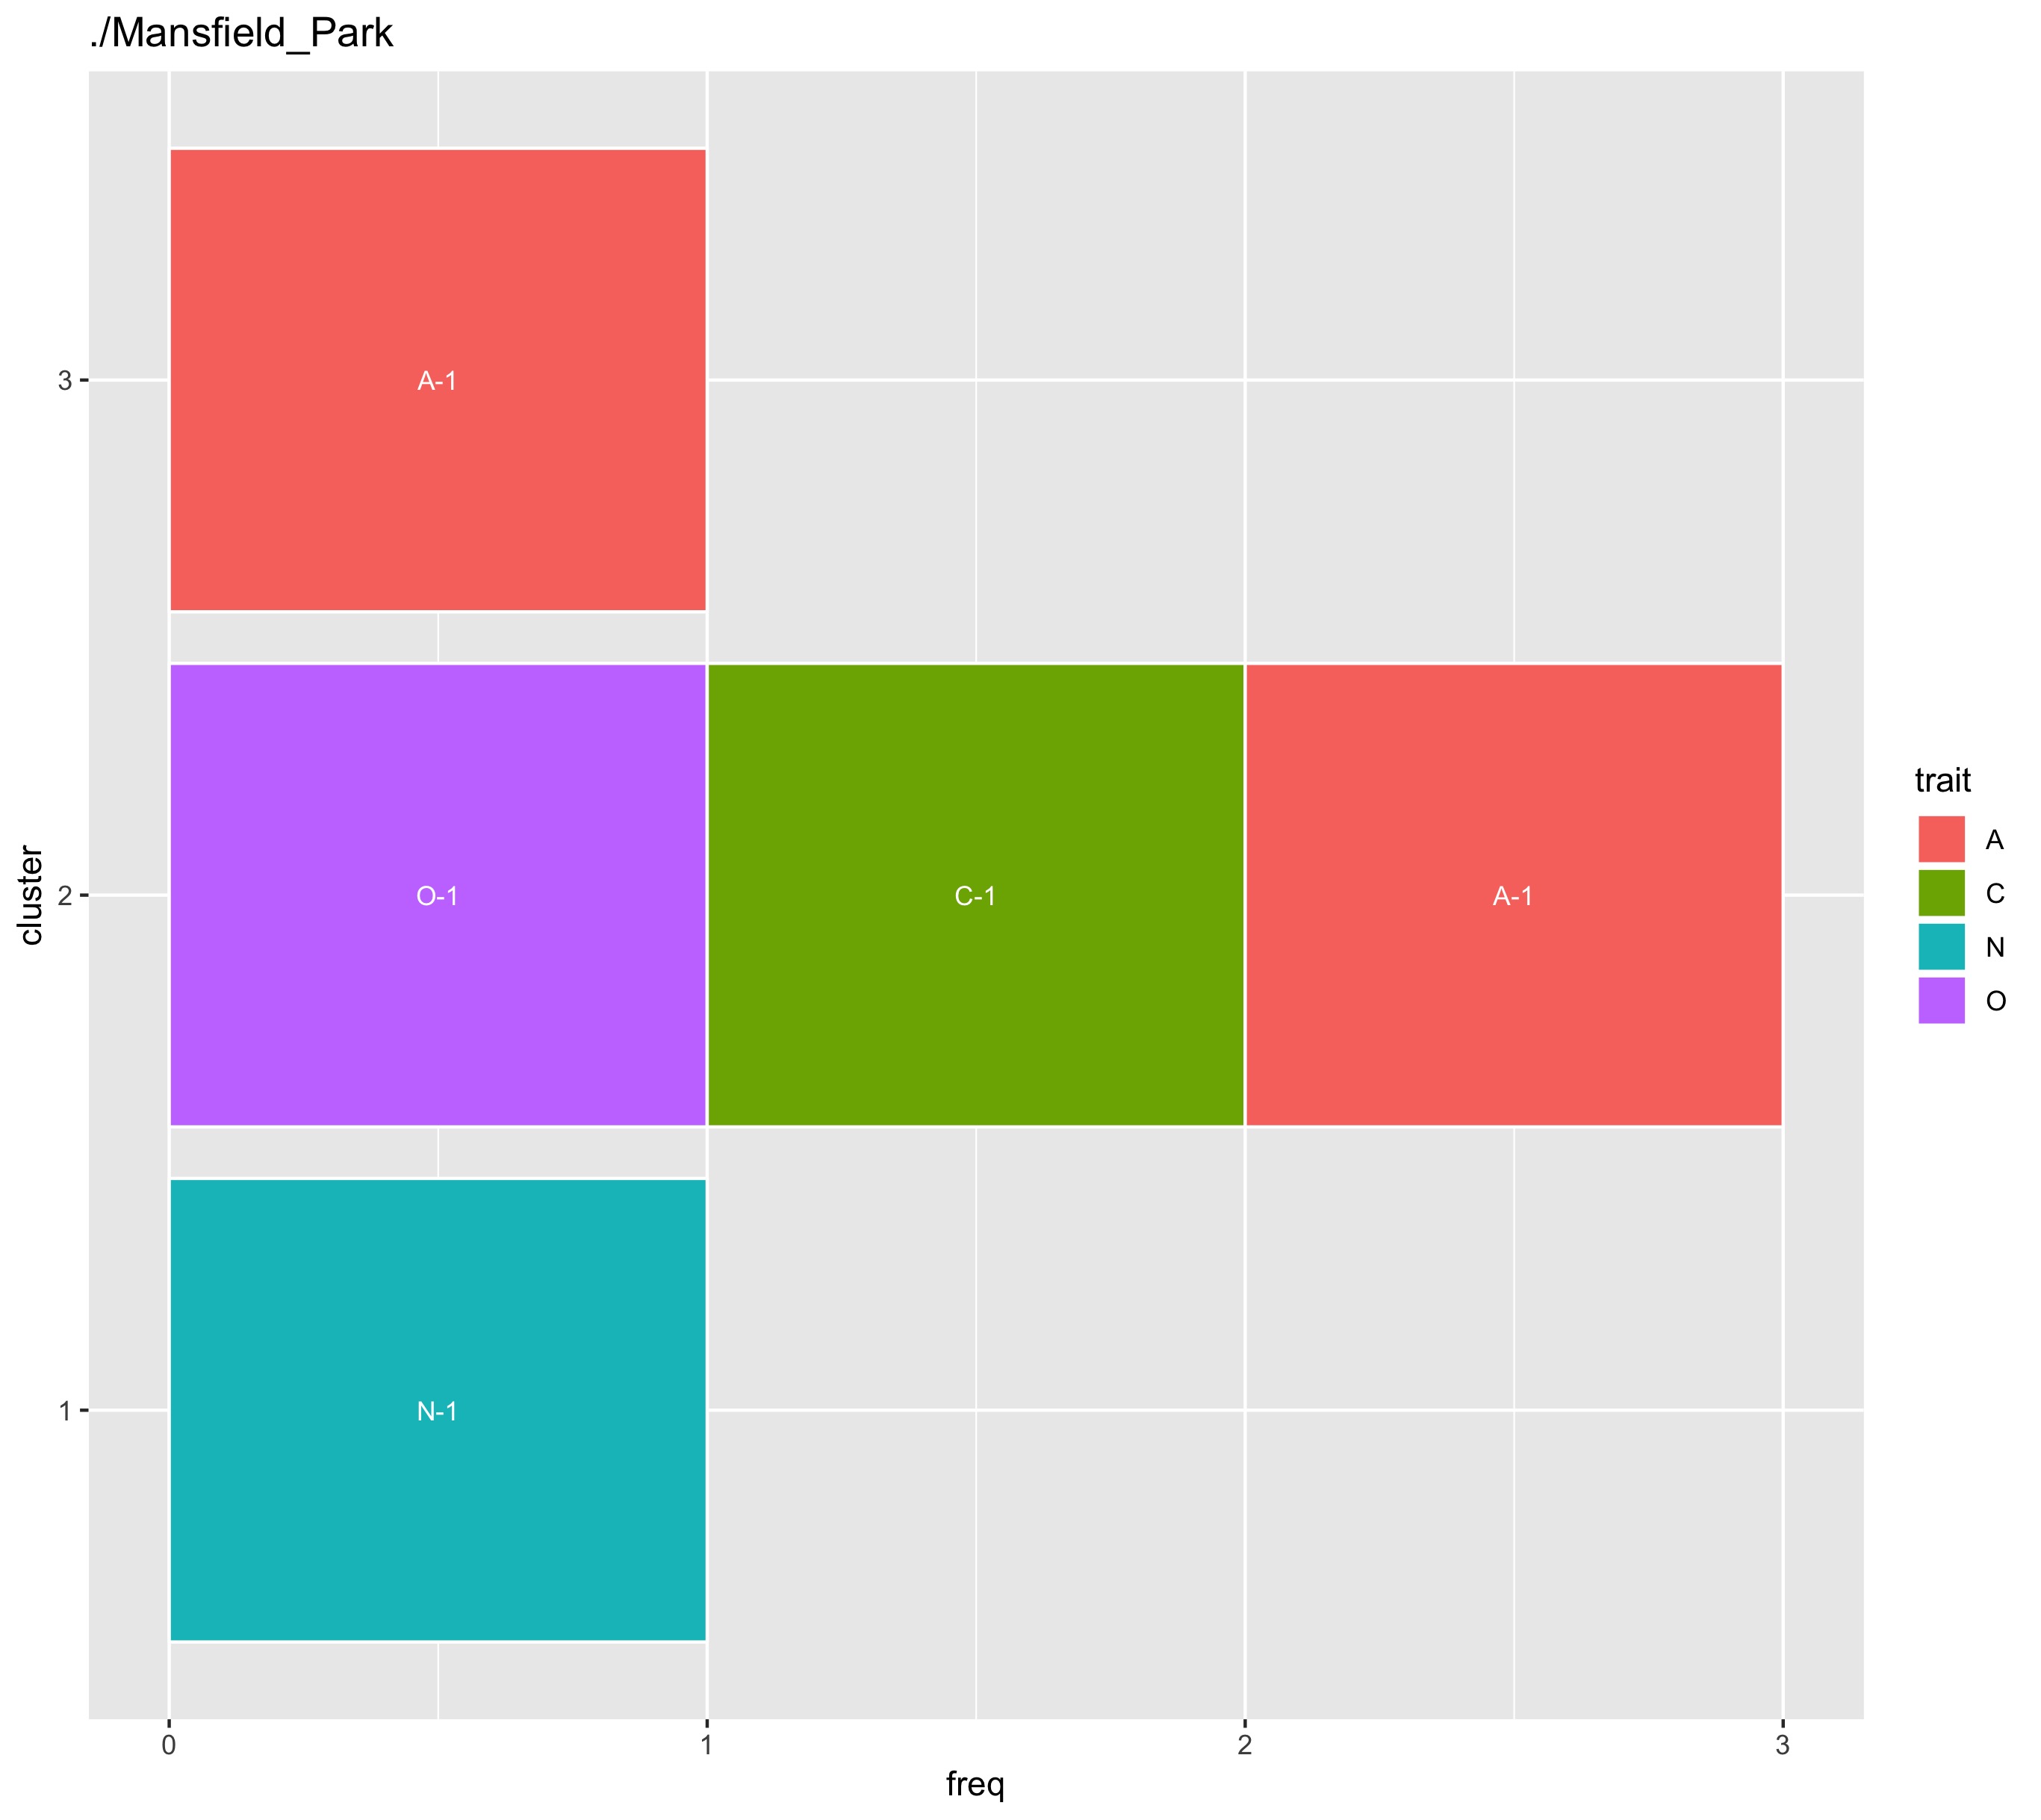 ./Mansfield_Park
3
A-1
cluster
2
O-1
C-1
A-1
1
N-1
0
1
2
3
freq
trait
A
C
N
O